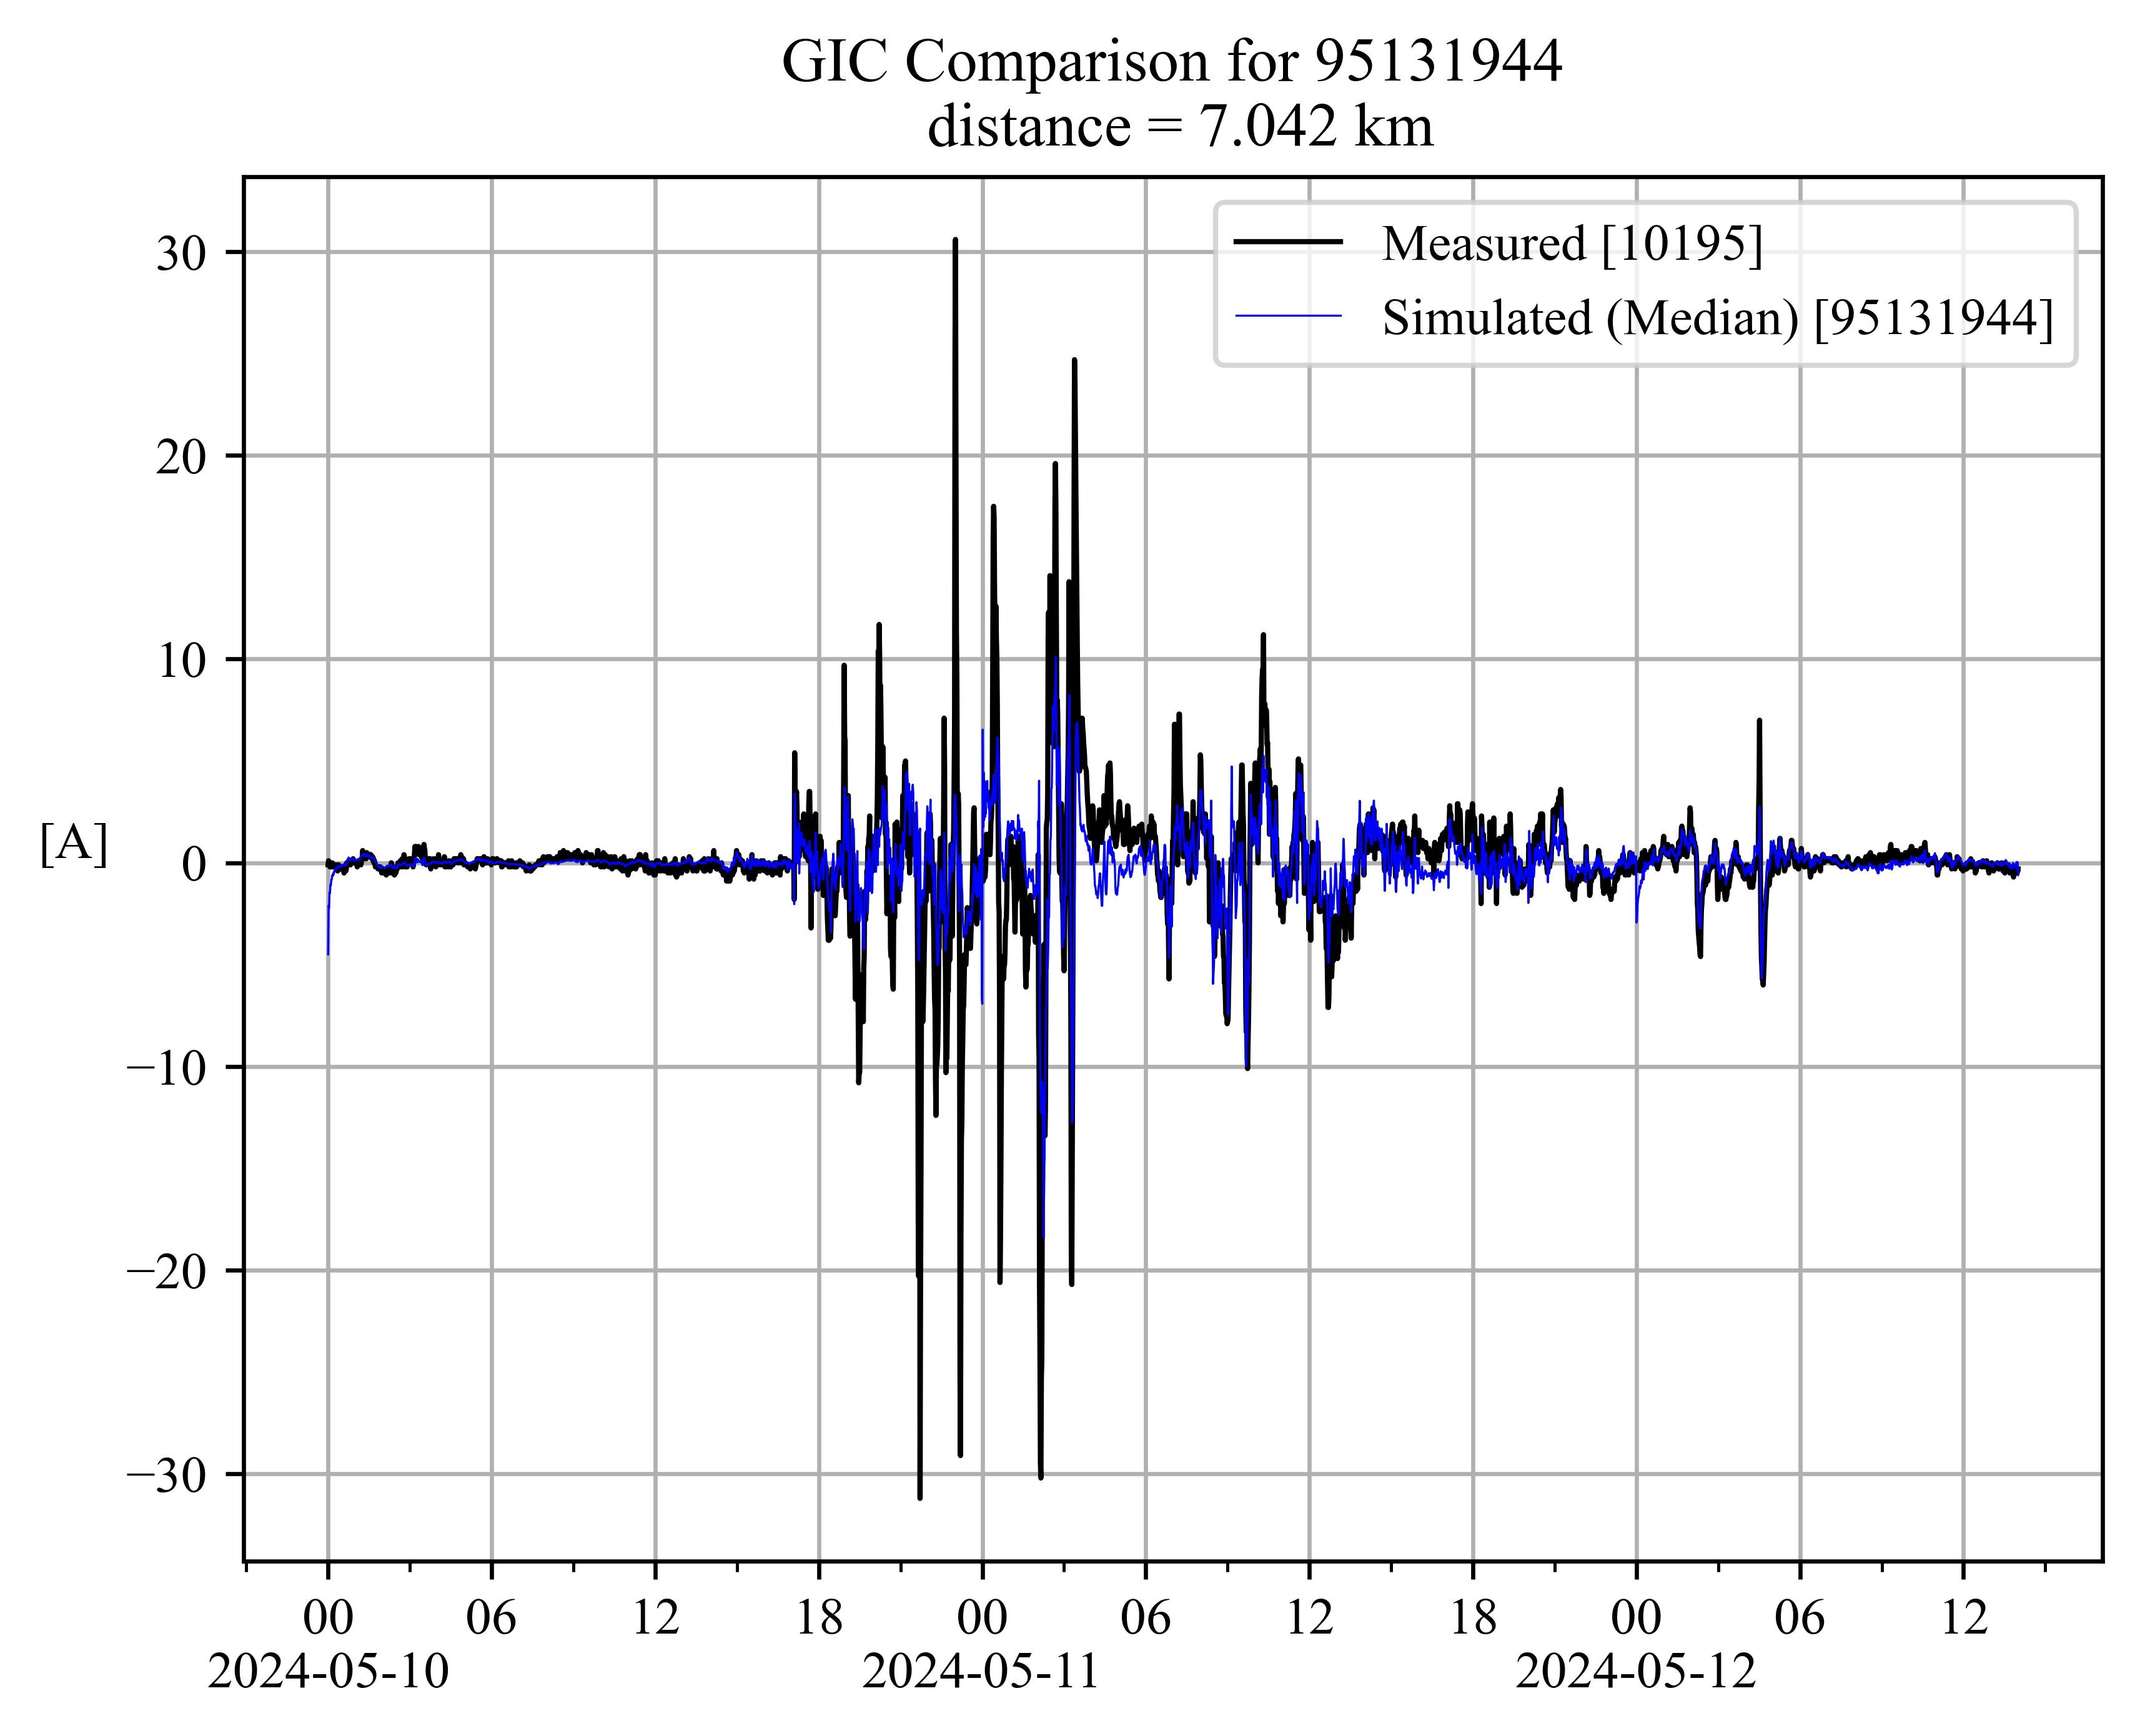 GIC Comparison for 95131944
distance = 7.042 km
Measured [10195]
Simulated (Median) [95131944]
30
20
10
[A]
0
−10
−20
−30
00 06 12 18 00 06 12 18 00 06 12
2024-05-10 2024-05-11 2024-05-12